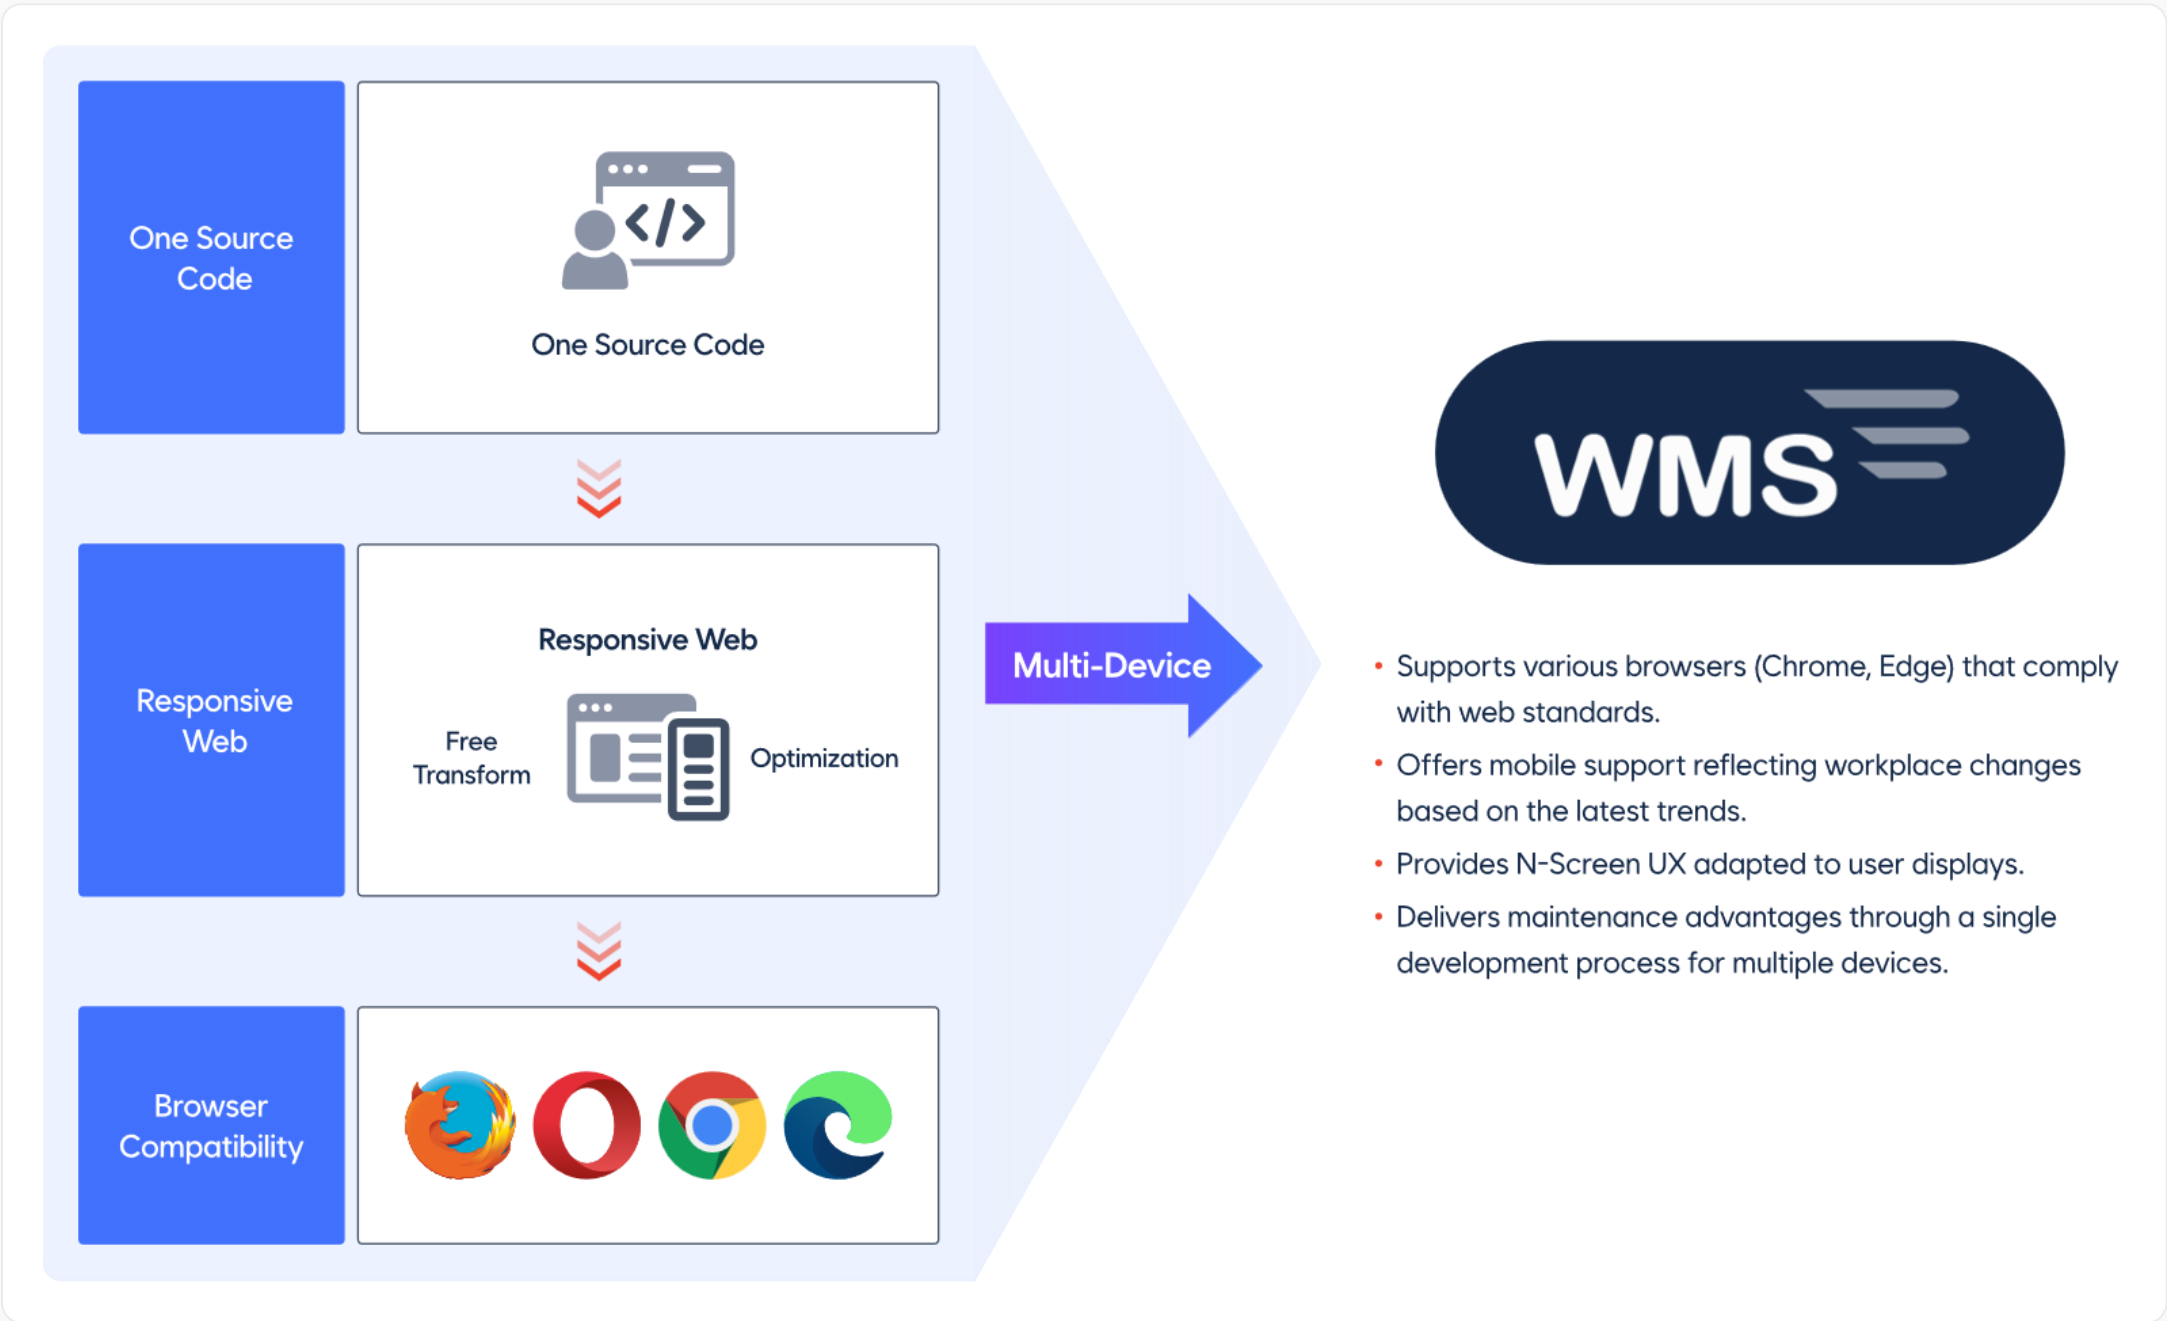 One Source
Code
</>
One Source Code
Responsive
Web
Responsive Web
Free
Transform
Optimization
Browser
Compatibility
Multi-Device
WMS
• Supports various browsers (Chrome, Edge) that comply
with web standards.
• Offers mobile support reflecting workplace changes
based on the latest trends.
• Provides N-Screen UX adapted to user displays.
• Delivers maintenance advantages through a single
development process for multiple devices.